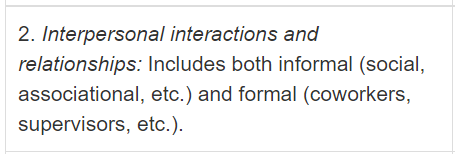 2. Interpersonal interactions and
relationships: Includes both informal (social,
associational, etc.) and formal (coworkers,
supervisors, etc.).